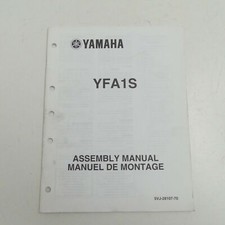 YAMAHA
YFA1S
ASSEMBLY MANUAL
MANUEL DE MONTAGE